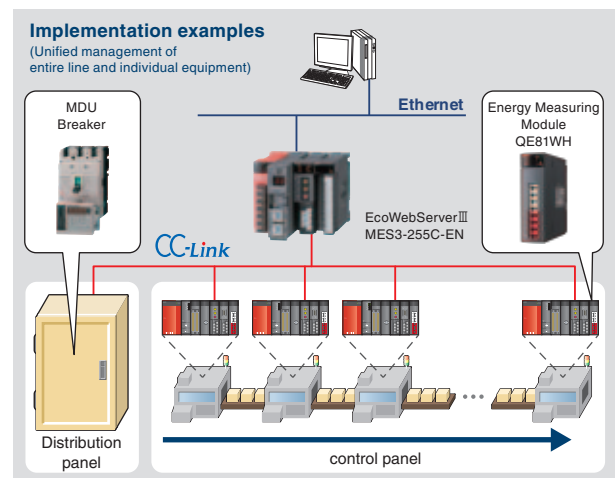 Implementation examples
(Unified management of
entire line and individual equipment)
MDU
Breaker
Ethernet
Energy Measuring
Module
QE81WH
EcoWebServerⅢ
MES3-255C-EN
CC-Link
Distribution
panel
control panel